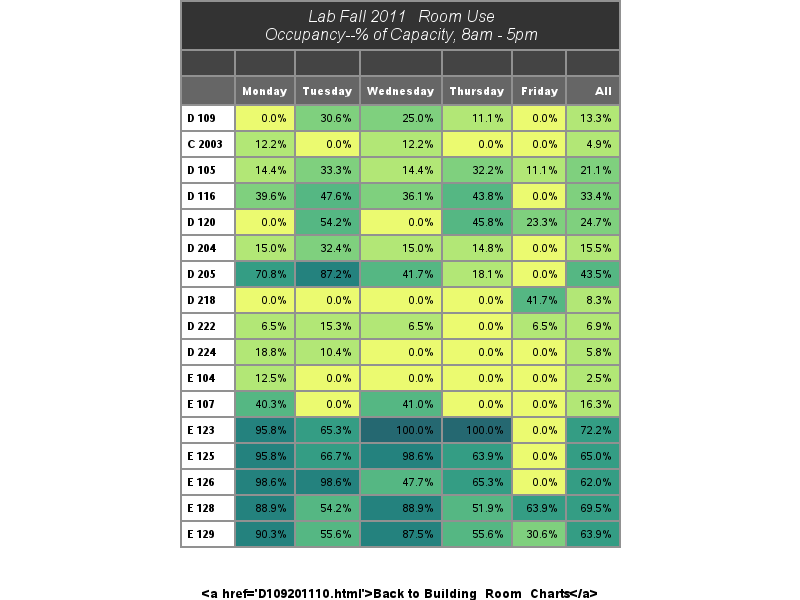 Lab Fall 2011 Room Use
Occupancy--% of Capacity, 8am - 5pm
Monday Tuesday Wednesday Thursday Friday All
D 109 0.0% 30.6% 25.0% 11.1% 0.0% 13.3%
C 2003 12.2% 0.0% 12.2% 0.0% 0.0% 4.9%
D 105 14.4% 33.3% 14.4% 32.2% 11.1% 21.1%
D 116 39.6% 47.6% 36.1% 43.8% 0.0% 33.4%
D 120 0.0% 54.2% 0.0% 45.8% 23.3% 24.7%
D 204 15.0% 32.4% 15.0% 14.8% 0.0% 15.5%
D 205 70.8% 87.2% 41.7% 18.1% 0.0% 43.5%
D 218 0.0% 0.0% 0.0% 0.0% 41.7% 8.3%
D 222 6.5% 15.3% 6.5% 0.0% 6.5% 6.9%
D 224 18.8% 10.4% 0.0% 0.0% 0.0% 5.8%
E 104 12.5% 0.0% 0.0% 0.0% 0.0% 2.5%
E 107 40.3% 0.0% 41.0% 0.0% 0.0% 16.3%
E 123 95.8% 65.3% 100.0% 100.0% 0.0% 72.2%
E 125 95.8% 66.7% 98.6% 63.9% 0.0% 65.0%
E 126 98.6% 98.6% 47.7% 65.3% 0.0% 62.0%
E 128 88.9% 54.2% 88.9% 51.9% 63.9% 69.5%
E 129 90.3% 55.6% 87.5% 55.6% 30.6% 63.9%
<a href='D109201110.html'>Back to Building Room Charts</a>